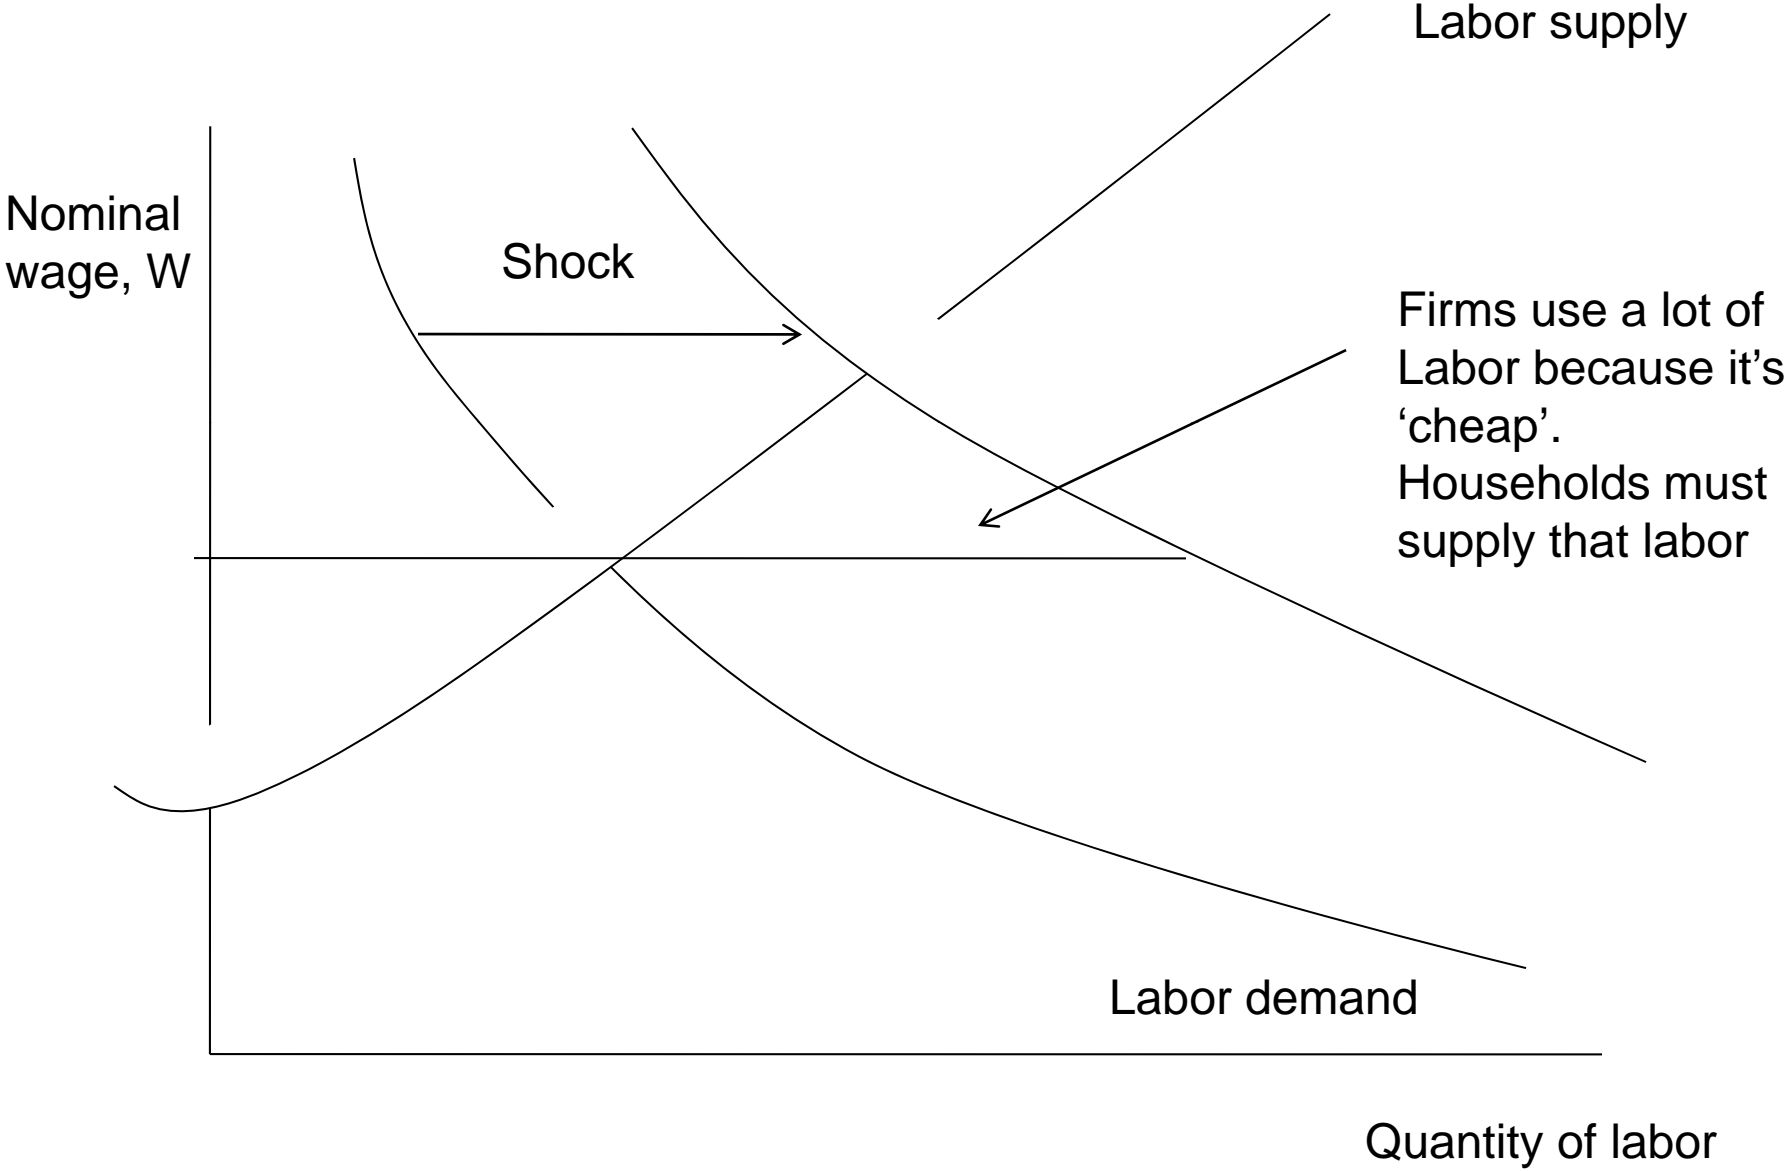 Labor supply
Nominal
wage, W
Shock
Firms use a lot of
Labor because it’s
‘cheap’.
Households must
supply that labor
Labor demand
Quantity of labor